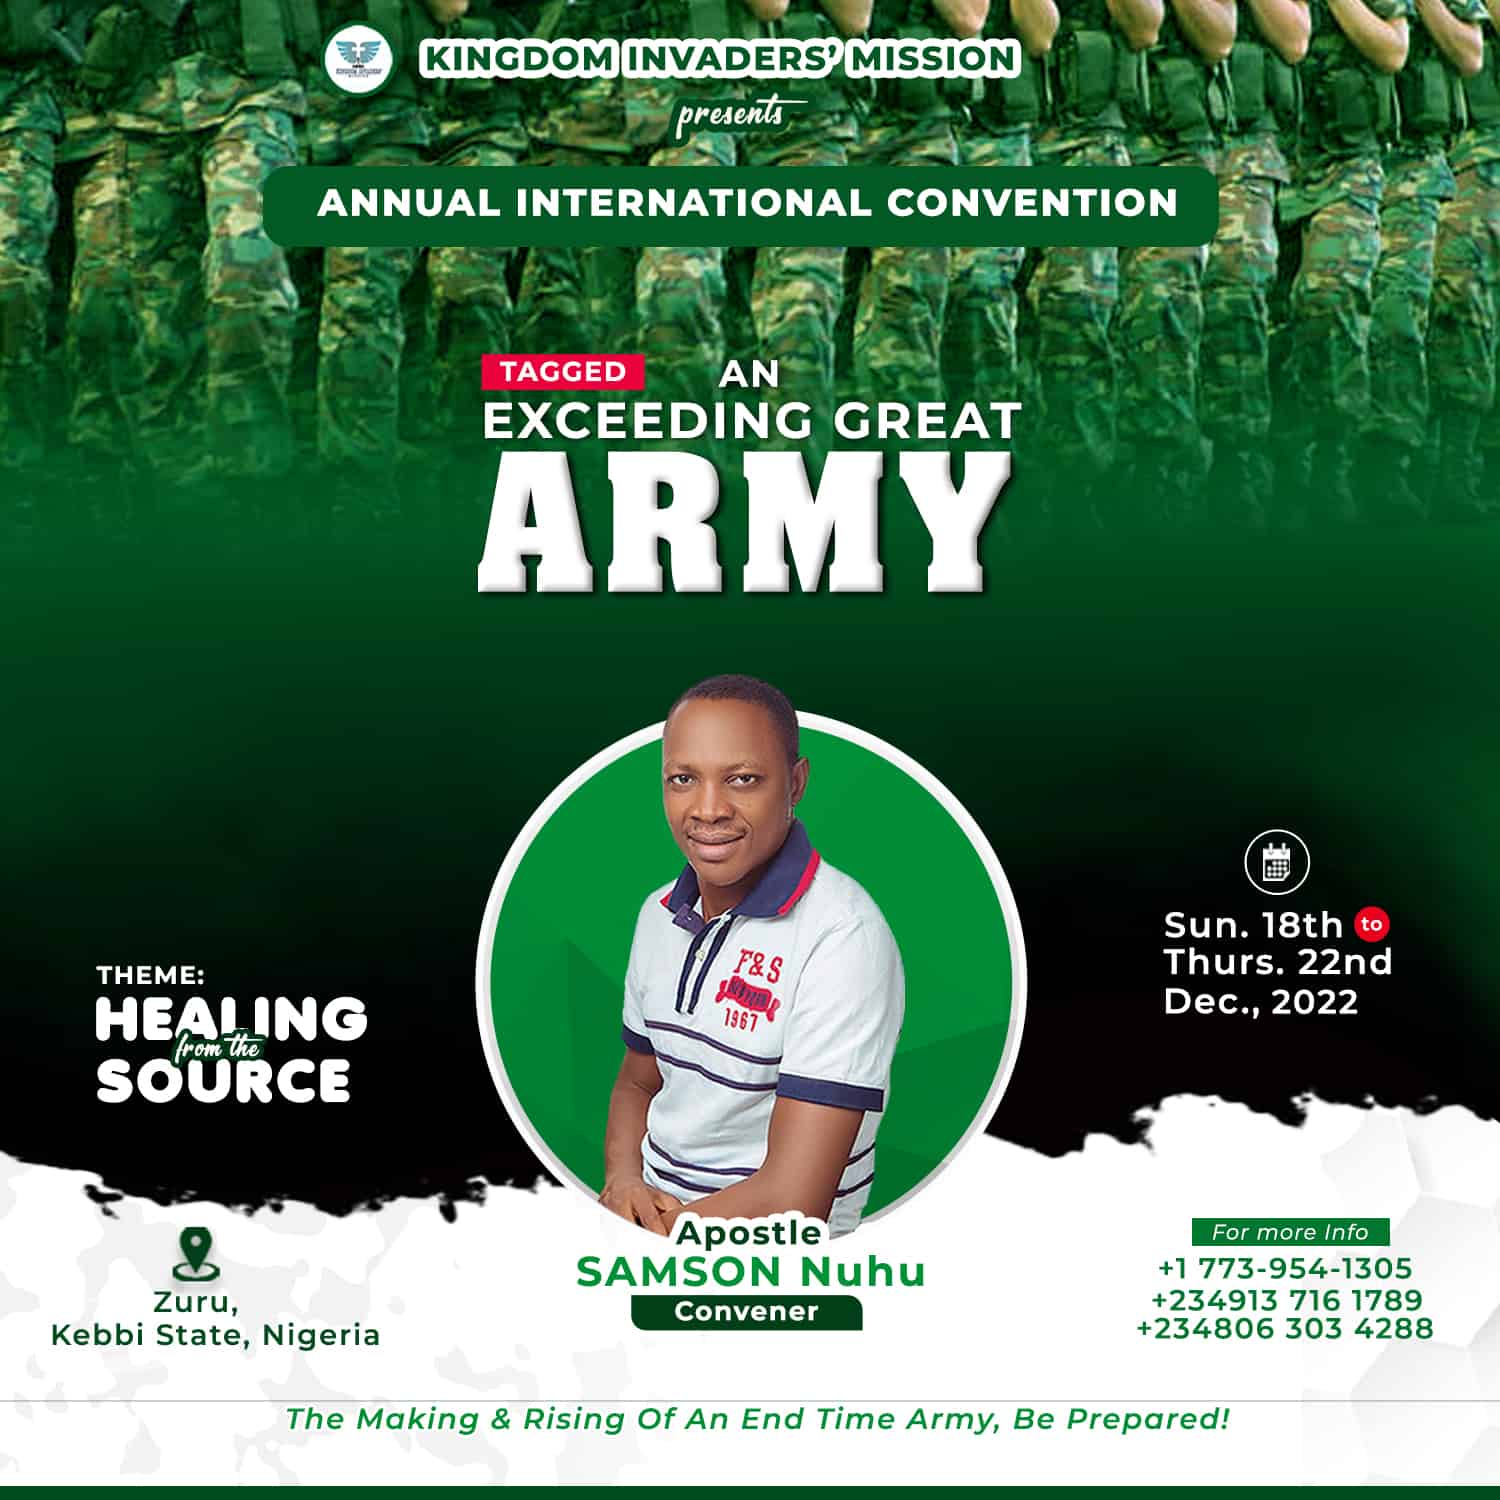 KINGDOM INVADERS' MISSION
presents
ANNUAL INTERNATIONAL CONVENTION
TAGGED AN
EXCEEDING GREAT
ARMY
F&S
1967
THEME:
HEALING
from the
SOURCE
Sun. 18th to
Thurs. 22nd
Dec., 2022
Zuru,
Kebbi State, Nigeria
Apostle
SAMSON Nuhu
Convener
For more Info
+1 773-954-1305
+234913 716 1789
+234806 303 4288
The Making & Rising Of An End Time Army, Be Prepared!